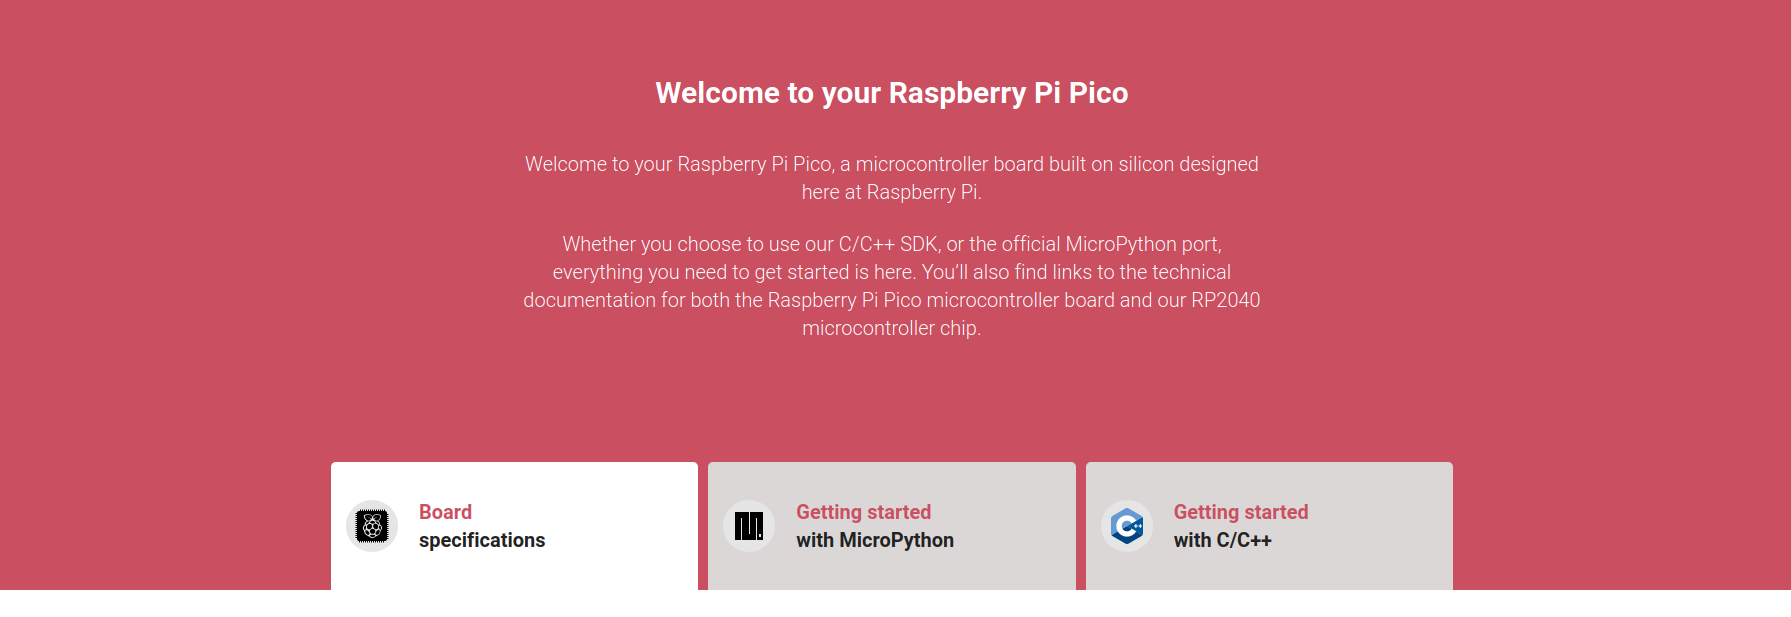 Welcome to your Raspberry Pi Pico
Welcome to your Raspberry Pi Pico, a microcontroller board built on silicon designed
here at Raspberry Pi.
Whether you choose to use our C/C++ SDK, or the official MicroPython port,
everything you need to get started is here. You’ll also find links to the technical
documentation for both the Raspberry Pi Pico microcontroller board and our RP2040
microcontroller chip.
Board
specifications
Getting started
with MicroPython
Getting started
with C/C++